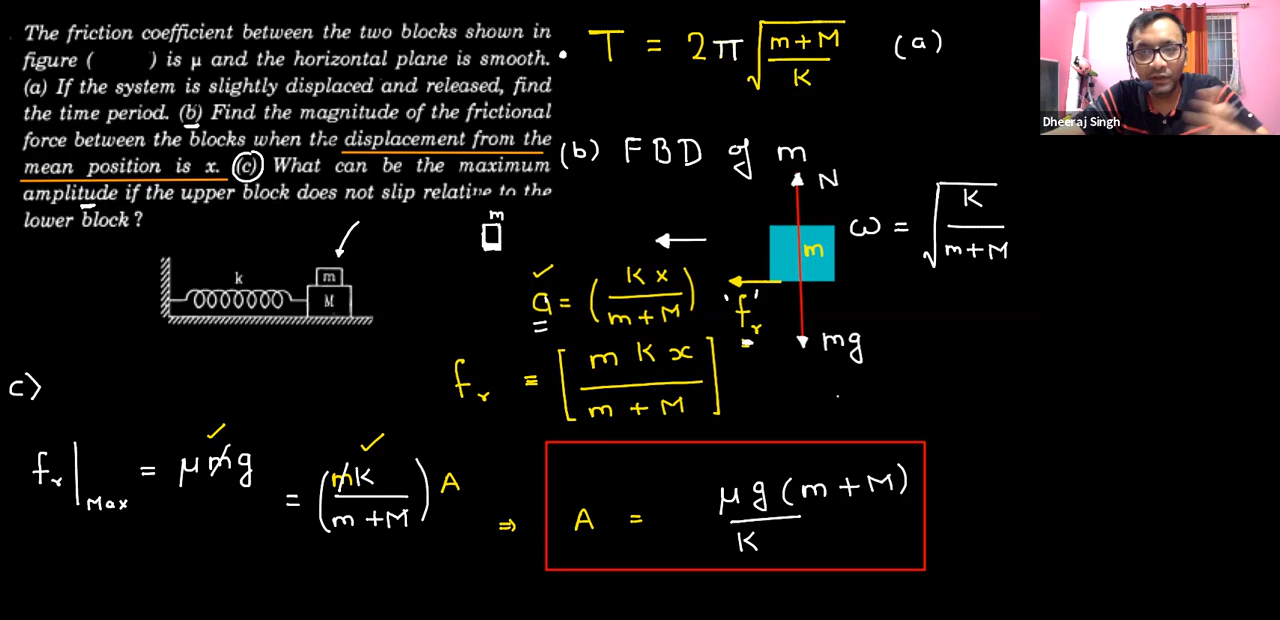 The friction coefficient between the two blocks shown in
figure ( ) is μ and the horizontal plane is smooth.
(a) If the system is slightly displaced and released, find
the time period. (b) Find the magnitude of the frictional
force between the blocks when the displacement from the
mean position is x. (c) What can be the maximum
amplitude if the upper block does not slip relative to the
lower block ?
k
m
M
m
• T = 2π √((m+M)/K) (a)
(b) FBD of m
N
m
ω = √(K/(m+M))
a = (Kx/(m+M))
'fr'
mg
fr = [mKx/(m+M)]
c)
fr|Max = μmg = (mK/(m+M)) A
⇒ A = μg(m+M)/K
Dheeraj Singh